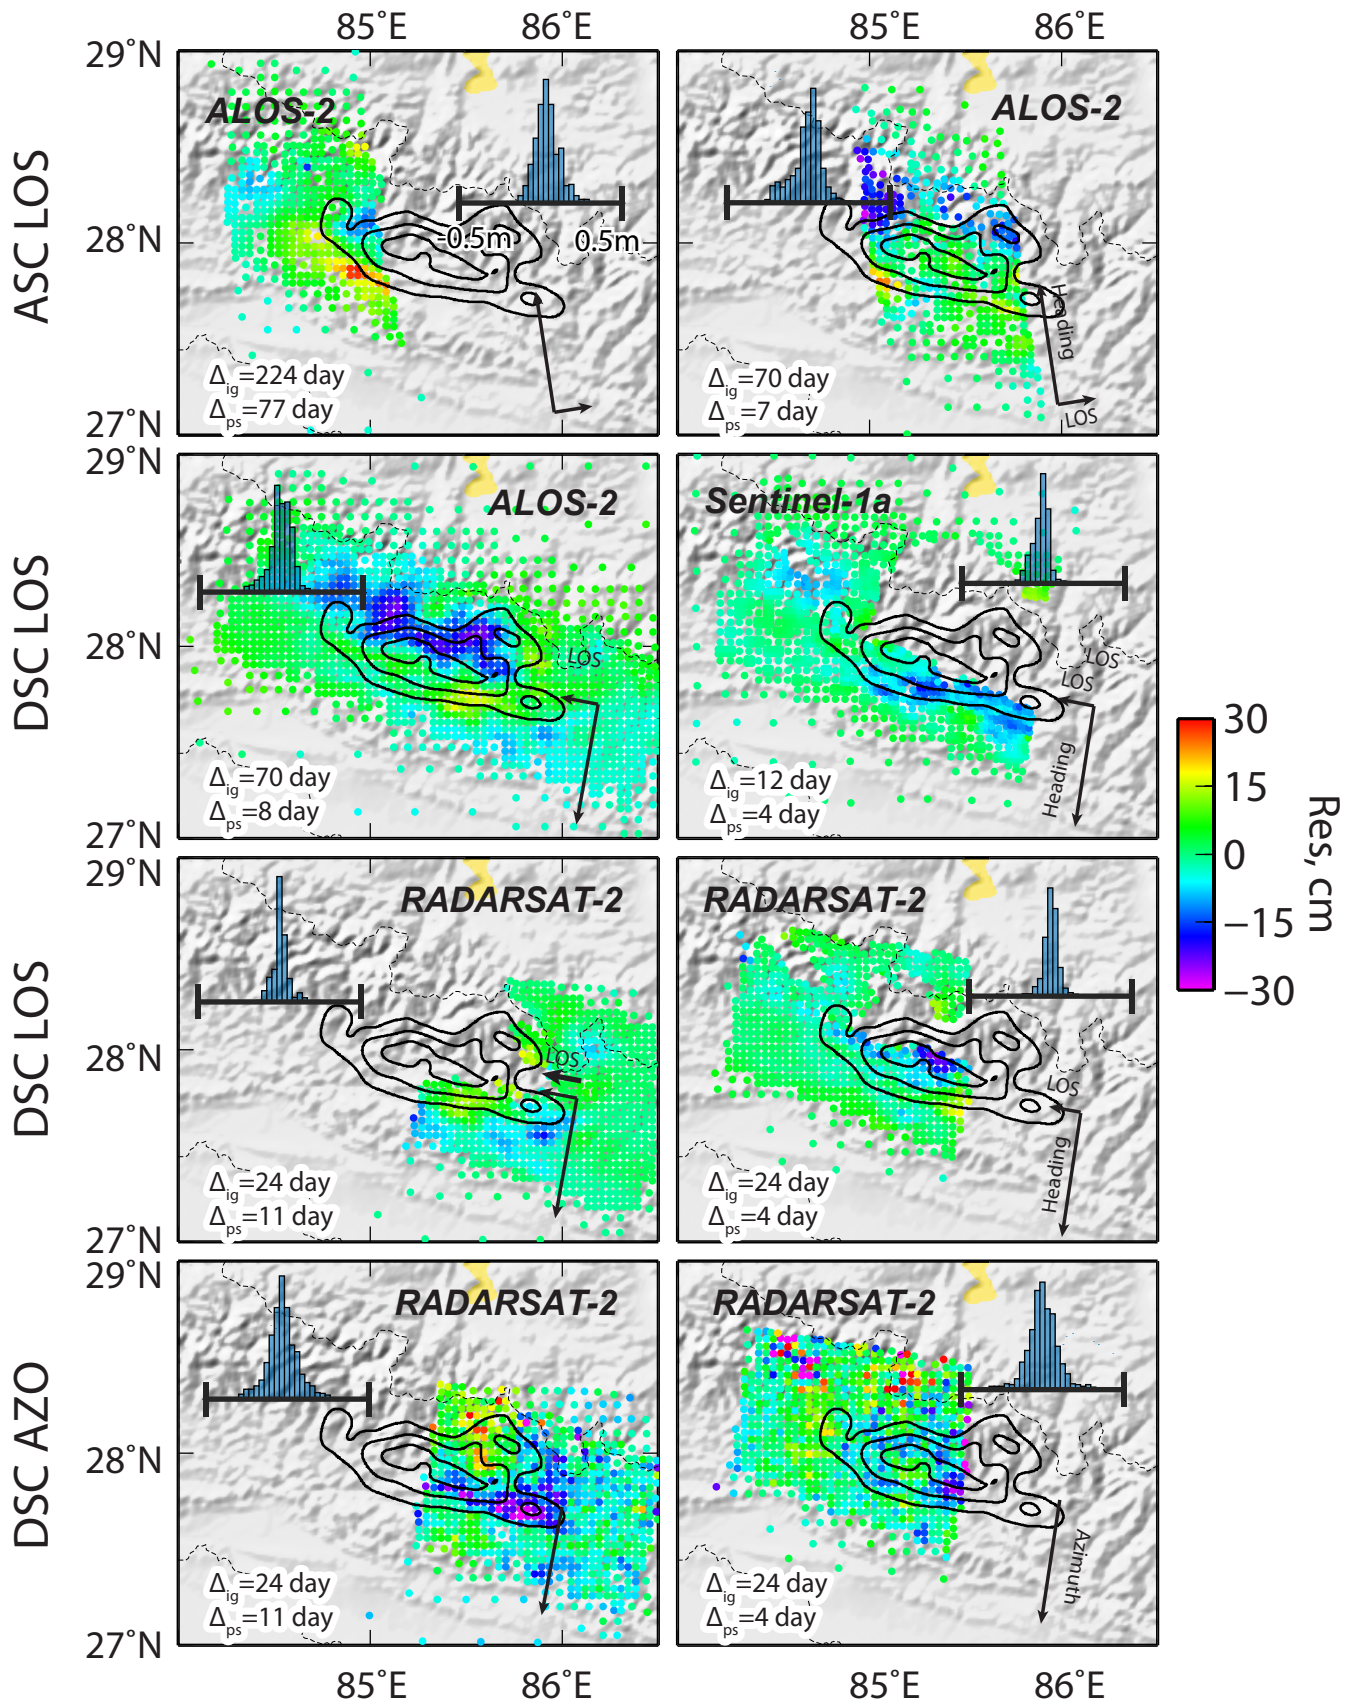 85˚E 86˚E 85˚E 86˚E
29˚N
ALOS-2
ALOS-2
ASC LOS
28˚N
-0.5m 0.5m
Heading
Δig=224 day
Δps=77 day
Δig=70 day
Δps=7 day
LOS
27˚N
29˚N
ALOS-2
Sentinel-1a
DSC LOS
28˚N
LOS
LOS
LOS
Heading
Δig=70 day
Δps=8 day
Δig=12 day
Δps=4 day
27˚N
30
15
0
−15
−30
Res, cm
29˚N
RADARSAT-2
RADARSAT-2
DSC LOS
28˚N
LOS
LOS
Heading
Δig=24 day
Δps=11 day
Δig=24 day
Δps=4 day
27˚N
29˚N
RADARSAT-2
RADARSAT-2
DSC AZO
28˚N
Azimuth
Δig=24 day
Δps=11 day
Δig=24 day
Δps=4 day
27˚N
85˚E 86˚E 85˚E 86˚E